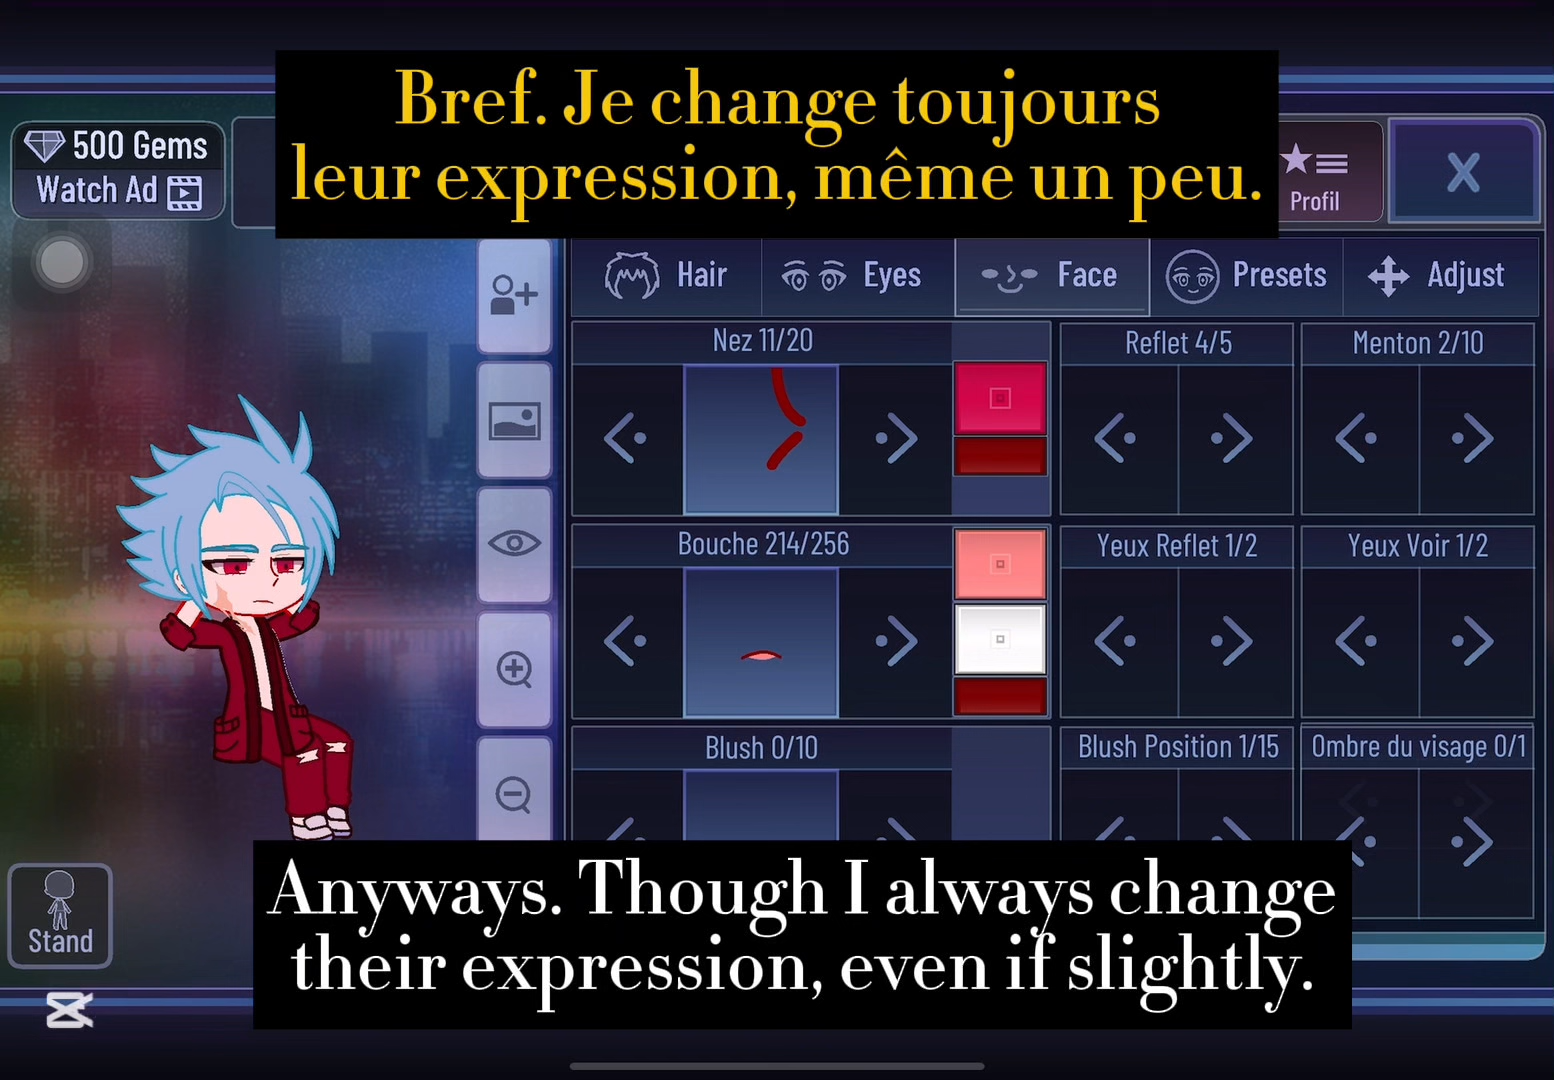 Bref. Je change toujours
leur expression, même un peu.
500 Gems
Watch Ad
Profil
X
Hair
Eyes
Face
Presets
Adjust
Nez 11/20
Reflet 4/5
Menton 2/10
Bouche 214/256
Yeux Reflet 1/2
Yeux Voir 1/2
Blush 0/10
Blush Position 1/15
Ombre du visage 0/1
Stand
Anyways. Though I always change
their expression, even if slightly.